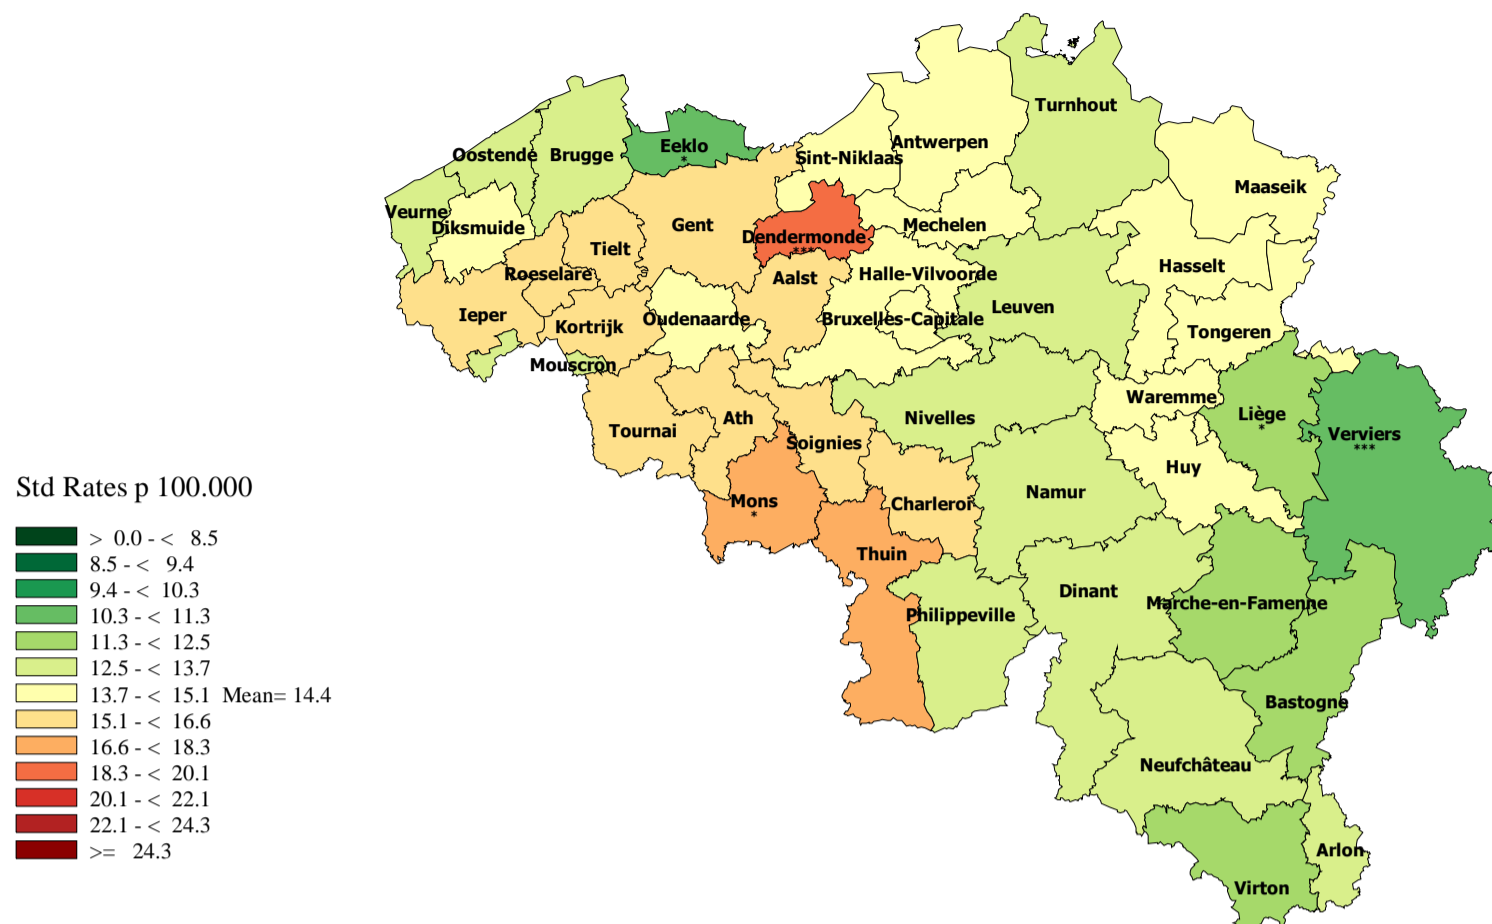 Turnhout
Antwerpen
Eeklo
*
Oostende
Brugge
Sint-Niklaas
Maaseik
Veurne
Diksmuide
Gent
Mechelen
Dendermonde
***
Tielt
Roeselare
Aalst
Halle-Vilvoorde
Hasselt
Ieper
Kortrijk
Oudenaarde
Bruxelles-Capitale
Leuven
Tongeren
Mouscron
Waremme
Tournai
Ath
Nivelles
Liège
*
Verviers
***
Soignies
Huy
Std Rates p 100.000
Mons
*
Charleroi
Namur
> 0.0 - < 8.5
8.5 - < 9.4
9.4 - < 10.3
10.3 - < 11.3
11.3 - < 12.5
12.5 - < 13.7
13.7 - < 15.1 Mean= 14.4
15.1 - < 16.6
16.6 - < 18.3
18.3 - < 20.1
20.1 - < 22.1
22.1 - < 24.3
>= 24.3
Thuin
Dinant
Marche-en-Famenne
Philippeville
Bastogne
Neufchâteau
Arlon
Virton